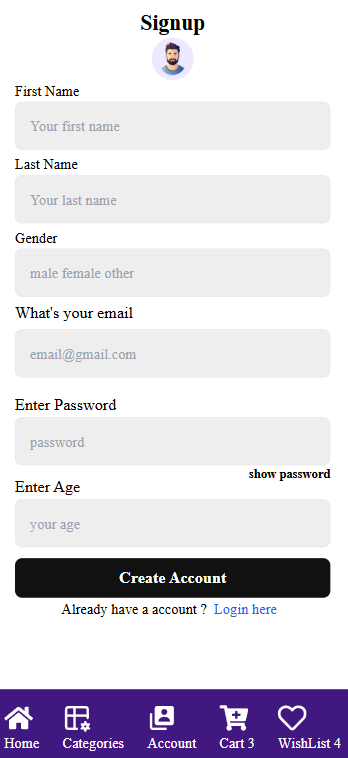 Signup
First Name
Your first name
Last Name
Your last name
Gender
male female other
What's your email
email@gmail.com
Enter Password
password
show password
Enter Age
your age
Create Account
Already have a account ? Login here
Home Categories Account Cart 3 WishList 4